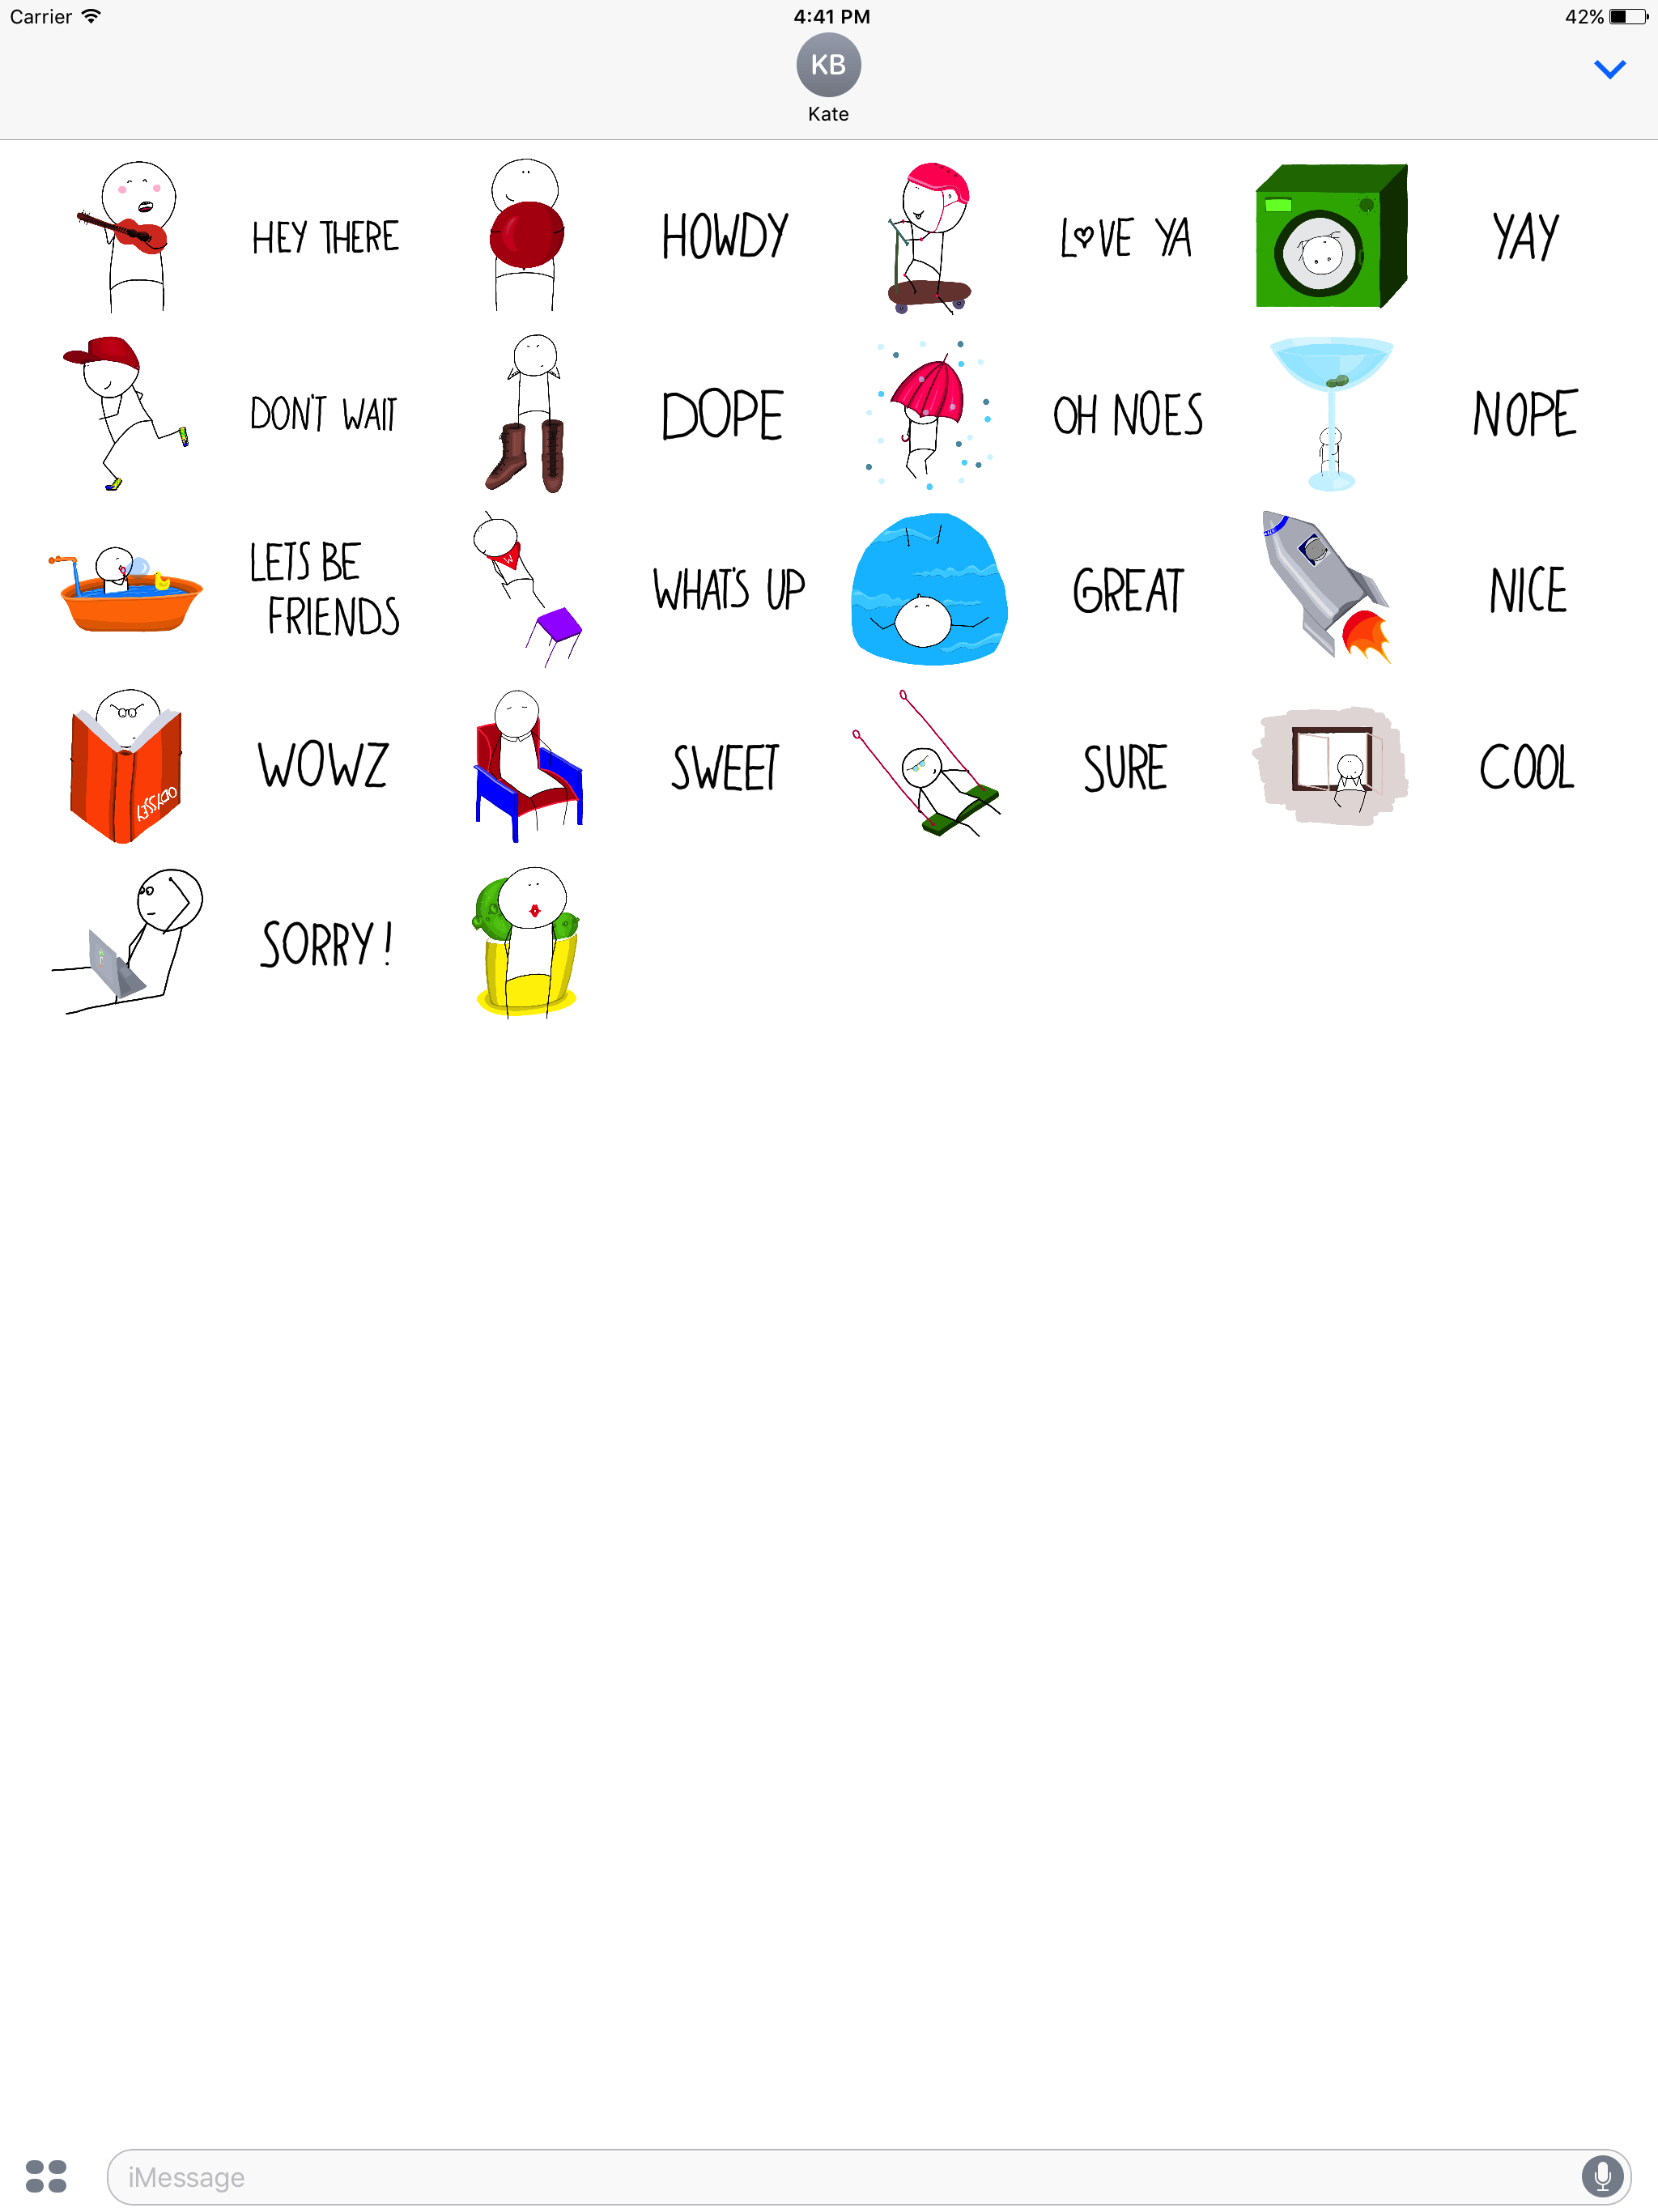 Carrier 4:41 PM 42%
KB
Kate
HEY THERE HOWDY LOVE YA YAY
DON'T WAIT DOPE OH NOES NOPE
LETS BE
FRIENDS
W
WHAT'S UP GREAT NICE
WOWZ SWEET SURE COOL
ODYSSEY
SORRY!
iMessage